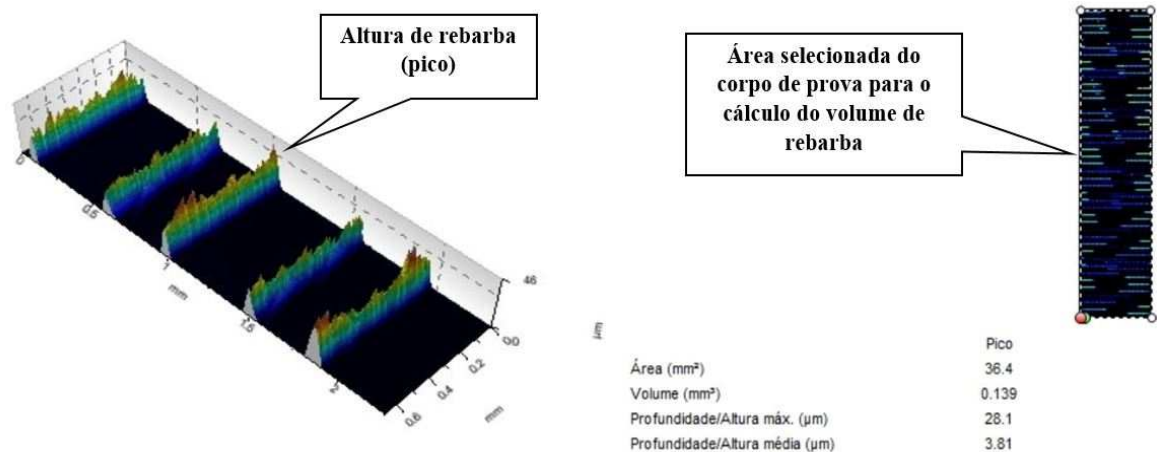 Altura de rebarba
(pico)
Área selecionada do
corpo de prova para o
cálculo do volume de
rebarba
0
0.5
1
1.5
2
mm
46
µm
0.0
0.2
0.4
0.6
mm
Pico
Área (mm²) 36.4
Volume (mm³) 0.139
Profundidade/Altura máx. (µm) 28.1
Profundidade/Altura média (µm) 3.81